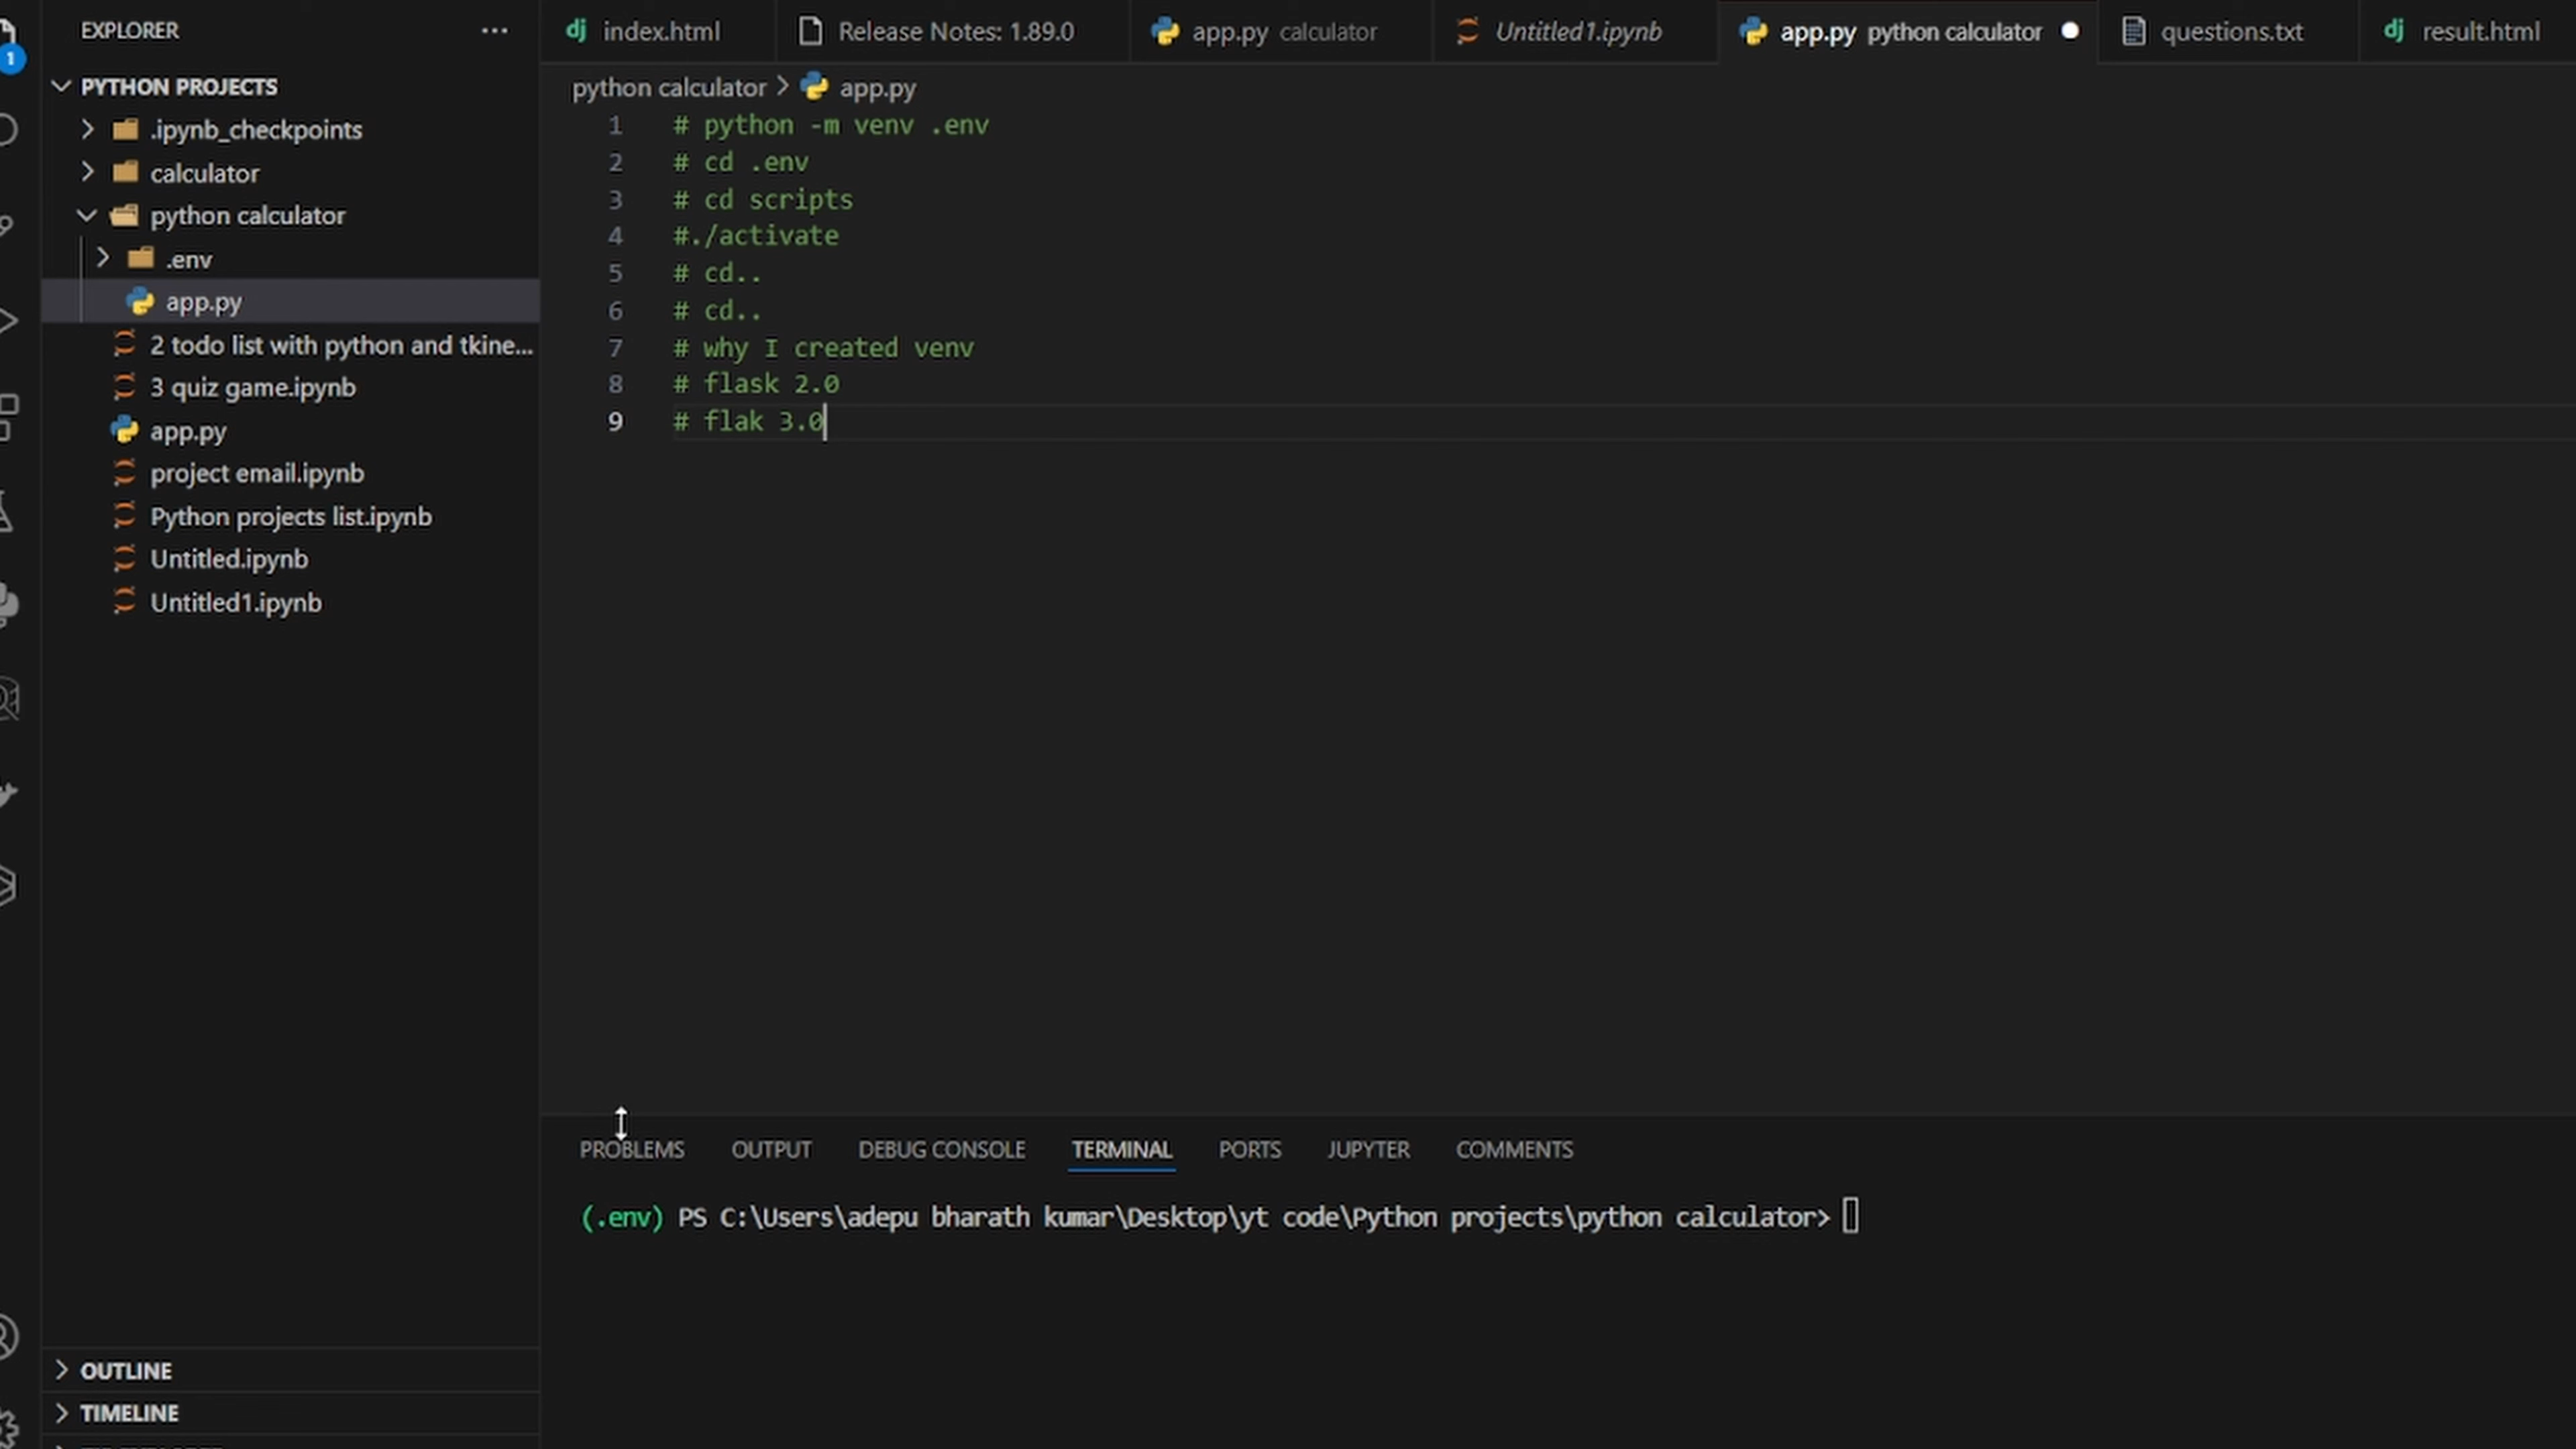 1
EXPLORER
PYTHON PROJECTS
.ipynb_checkpoints
calculator
python calculator
.env
app.py
2 todo list with python and tkine...
3 quiz game.ipynb
app.py
project email.ipynb
Python projects list.ipynb
Untitled.ipynb
Untitled1.ipynb
OUTLINE
TIMELINE
index.html Release Notes: 1.89.0 app.py calculator Untitled1.ipynb app.py python calculator questions.txt result.html
python calculator > app.py
1 # python -m venv .env
2 # cd .env
3 # cd scripts
4 #./activate
5 # cd..
6 # cd..
7 # why I created venv
8 # flask 2.0
9 # flak 3.0
PROBLEMS OUTPUT DEBUG CONSOLE TERMINAL PORTS JUPYTER COMMENTS
(.env) PS C:\Users\adepu bharath kumar\Desktop\yt code\Python projects\python calculator>